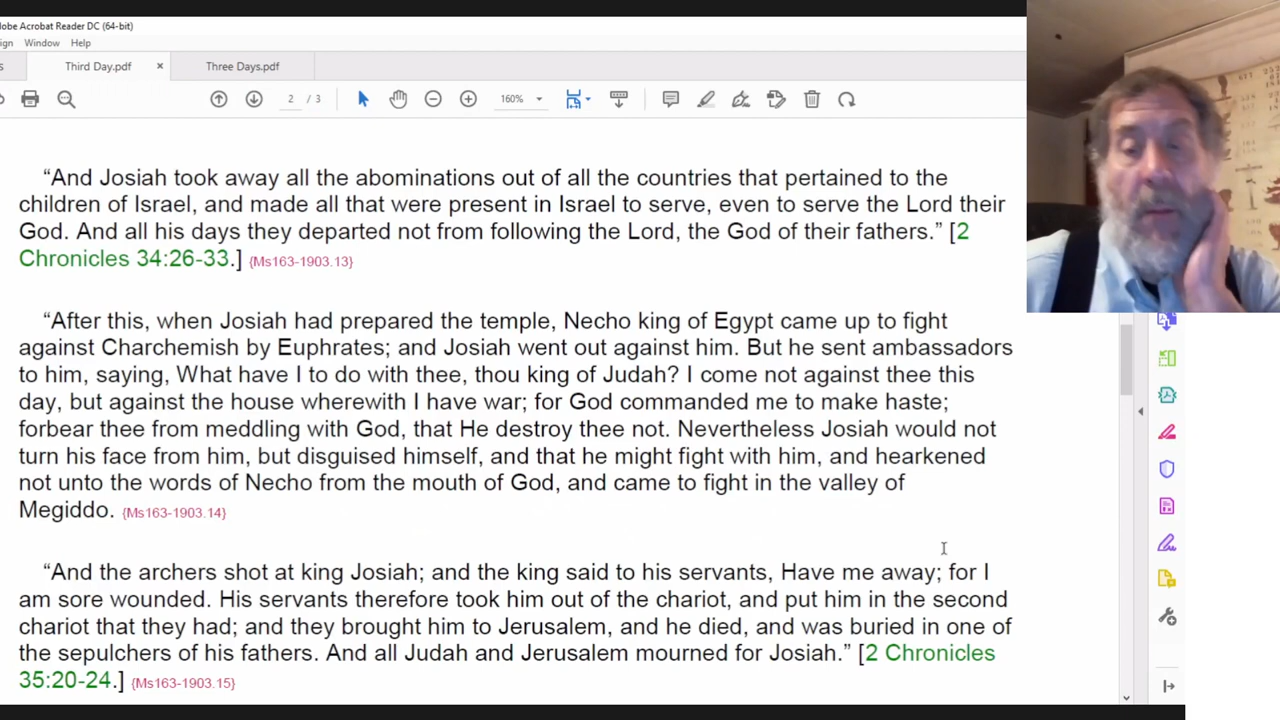 dobe Acrobat Reader DC (64-bit)
ign Window Help
s Third Day.pdf × Three Days.pdf
2 / 3 160%
“And Josiah took away all the abominations out of all the countries that pertained to the
children of Israel, and made all that were present in Israel to serve, even to serve the Lord their
God. And all his days they departed not from following the Lord, the God of their fathers.” [2
Chronicles 34:26-33.] {Ms163-1903.13}
“After this, when Josiah had prepared the temple, Necho king of Egypt came up to fight
against Charchemish by Euphrates; and Josiah went out against him. But he sent ambassadors
to him, saying, What have I to do with thee, thou king of Judah? I come not against thee this
day, but against the house wherewith I have war; for God commanded me to make haste;
forbear thee from meddling with God, that He destroy thee not. Nevertheless Josiah would not
turn his face from him, but disguised himself, and that he might fight with him, and hearkened
not unto the words of Necho from the mouth of God, and came to fight in the valley of
Megiddo. {Ms163-1903.14}
“And the archers shot at king Josiah; and the king said to his servants, Have me away; for I
am sore wounded. His servants therefore took him out of the chariot, and put him in the second
chariot that they had; and they brought him to Jerusalem, and he died, and was buried in one of
the sepulchers of his fathers. And all Judah and Jerusalem mourned for Josiah.” [2 Chronicles
35:20-24.] {Ms163-1903.15}